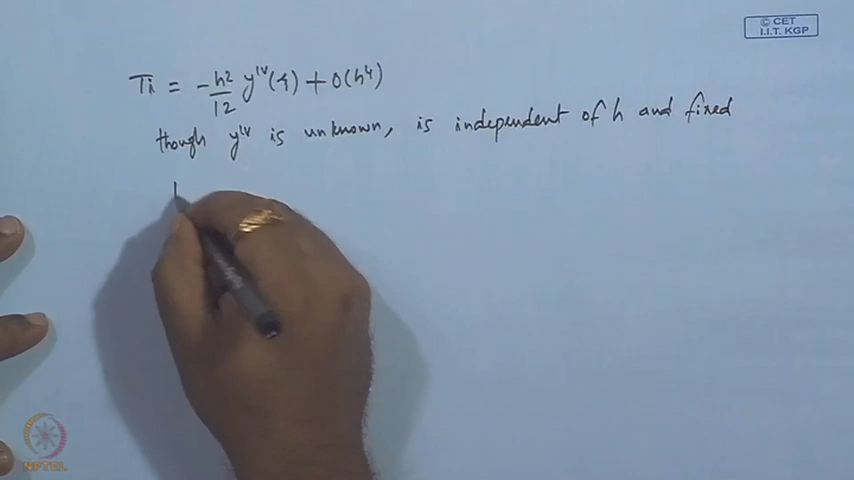 © CET
I.I.T. KGP
Ti = -h²/12 y^IV(ξ) + O(h⁴)
though y^IV is unknown, is independent of h and fixed
NPTEL